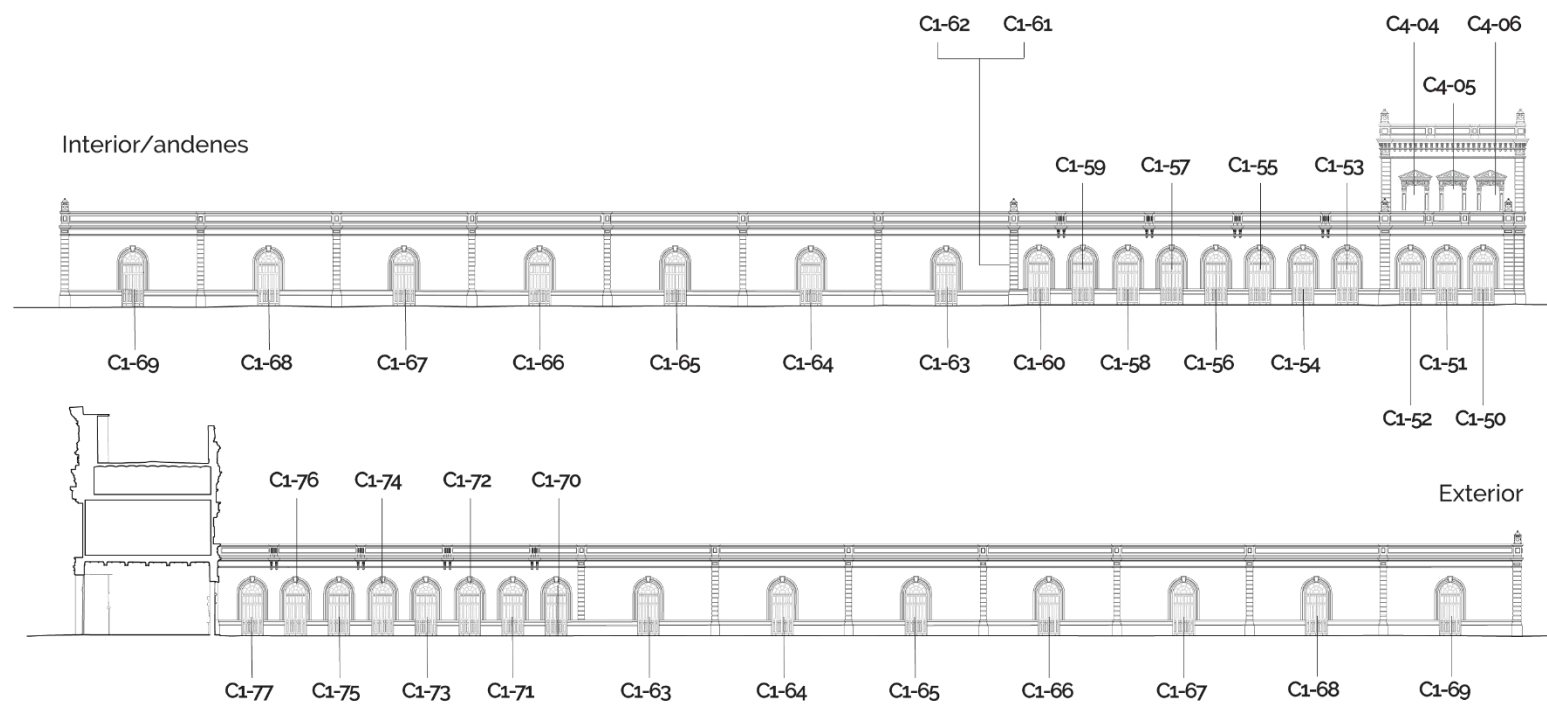 C1-62 C1-61 C4-04 C4-06
C4-05
Interior/andenes
C1-59 C1-57 C1-55 C1-53
C1-69 C1-68 C1-67 C1-66 C1-65 C1-64 C1-63 C1-60 C1-58 C1-56 C1-54 C1-51
C1-52 C1-50
C1-76 C1-74 C1-72 C1-70
Exterior
C1-77 C1-75 C1-73 C1-71 C1-63 C1-64 C1-65 C1-66 C1-67 C1-68 C1-69